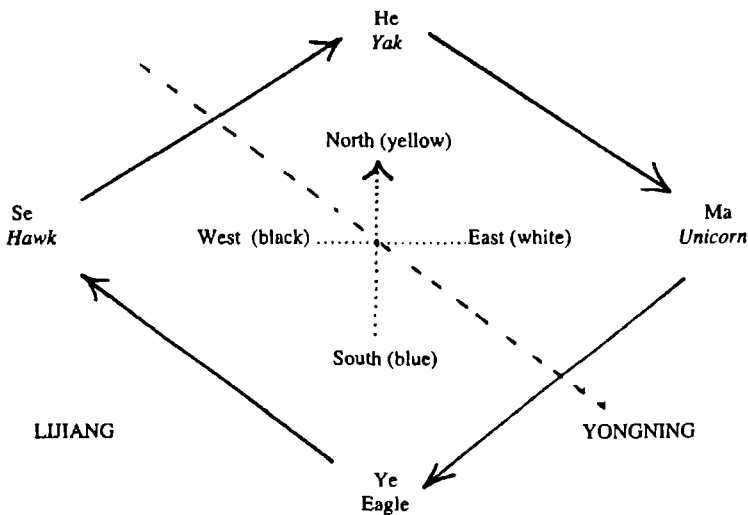 He
Yak
North (yellow)
Se
Hawk
West (black)
East (white)
Ma
Unicorn
South (blue)
LIJIANG
YONGNING
Ye
Eagle